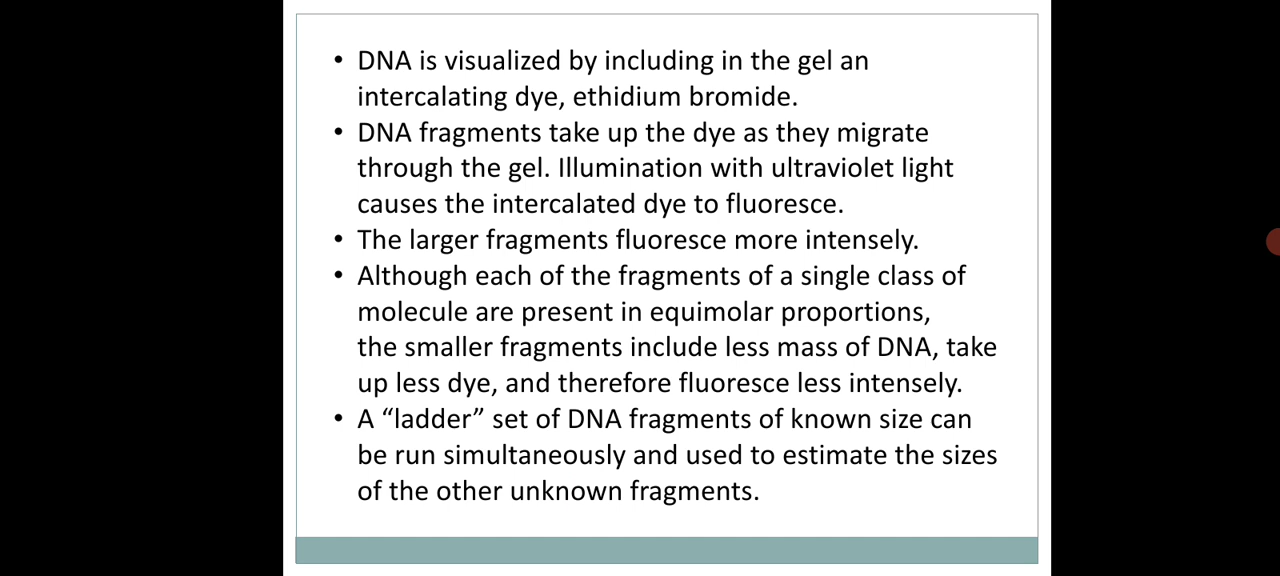 • DNA is visualized by including in the gel an
intercalating dye, ethidium bromide.
• DNA fragments take up the dye as they migrate
through the gel. Illumination with ultraviolet light
causes the intercalated dye to fluoresce.
• The larger fragments fluoresce more intensely.
• Although each of the fragments of a single class of
molecule are present in equimolar proportions,
the smaller fragments include less mass of DNA, take
up less dye, and therefore fluoresce less intensely.
• A “ladder” set of DNA fragments of known size can
be run simultaneously and used to estimate the sizes
of the other unknown fragments.